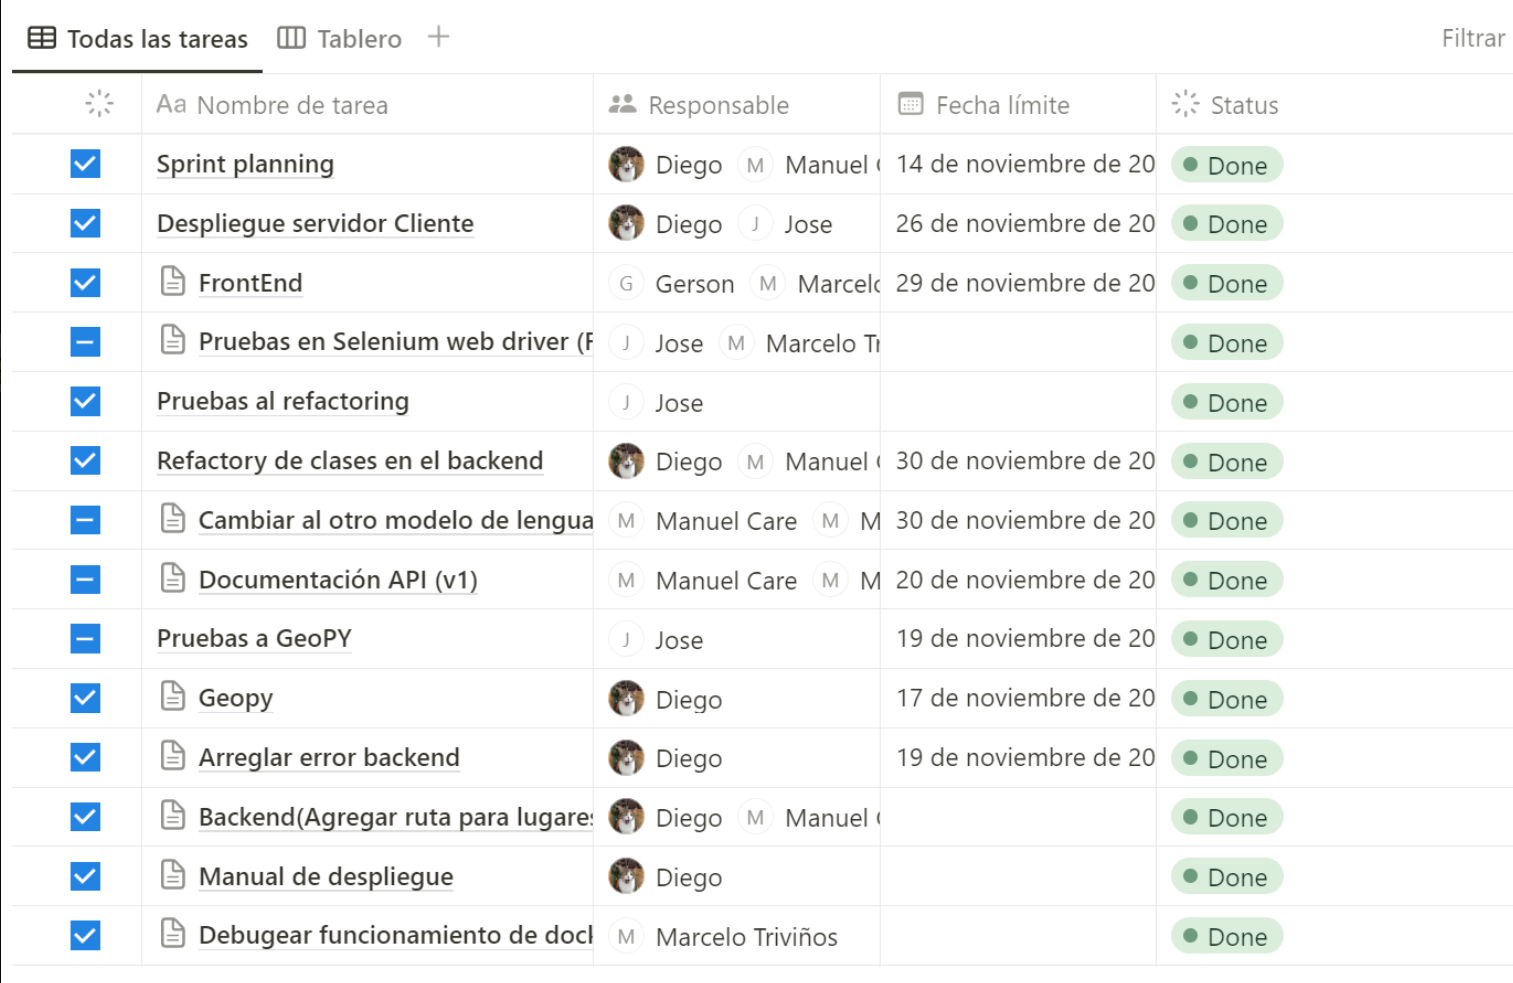 Todas las tareas Tablero + Filtrar
Aa Nombre de tarea Responsable Fecha límite Status
Sprint planning Diego M Manuel 14 de noviembre de 20 Done
Despliegue servidor Cliente Diego J Jose 26 de noviembre de 20 Done
FrontEnd G Gerson M Marcelo 29 de noviembre de 20 Done
Pruebas en Selenium web driver ( J Jose M Marcelo Tr Done
Pruebas al refactoring J Jose Done
Refactory de clases en el backend Diego M Manuel 30 de noviembre de 20 Done
Cambiar al otro modelo de lengua M Manuel Care M M 30 de noviembre de 20 Done
Documentación API (v1) M Manuel Care M M 20 de noviembre de 20 Done
Pruebas a GeoPY J Jose 19 de noviembre de 20 Done
Geopy Diego 17 de noviembre de 20 Done
Arreglar error backend Diego 19 de noviembre de 20 Done
Backend(Agregar ruta para lugares Diego M Manuel Done
Manual de despliegue Diego Done
Debugear funcionamiento de dock M Marcelo Triviños Done